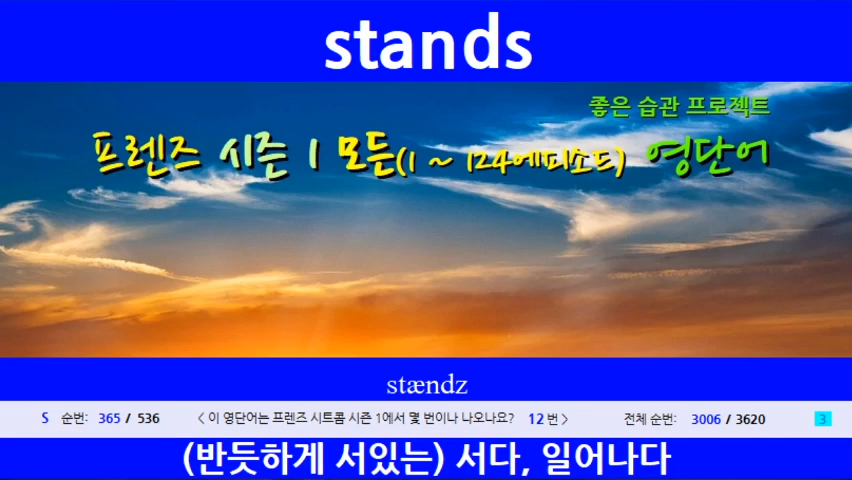 stands
좋은 습관 프로젝트
프렌즈 시즌 1 모든(1 ~ 124에피소드) 영단어
stændz
S 순번: 365 / 536 < 이 영단어는 프렌즈 시트콤 시즌 1에서 몇 번이나 나오나요? 12 번 > 전체 순번: 3006 / 3620 3
(반듯하게 서있는) 서다, 일어나다